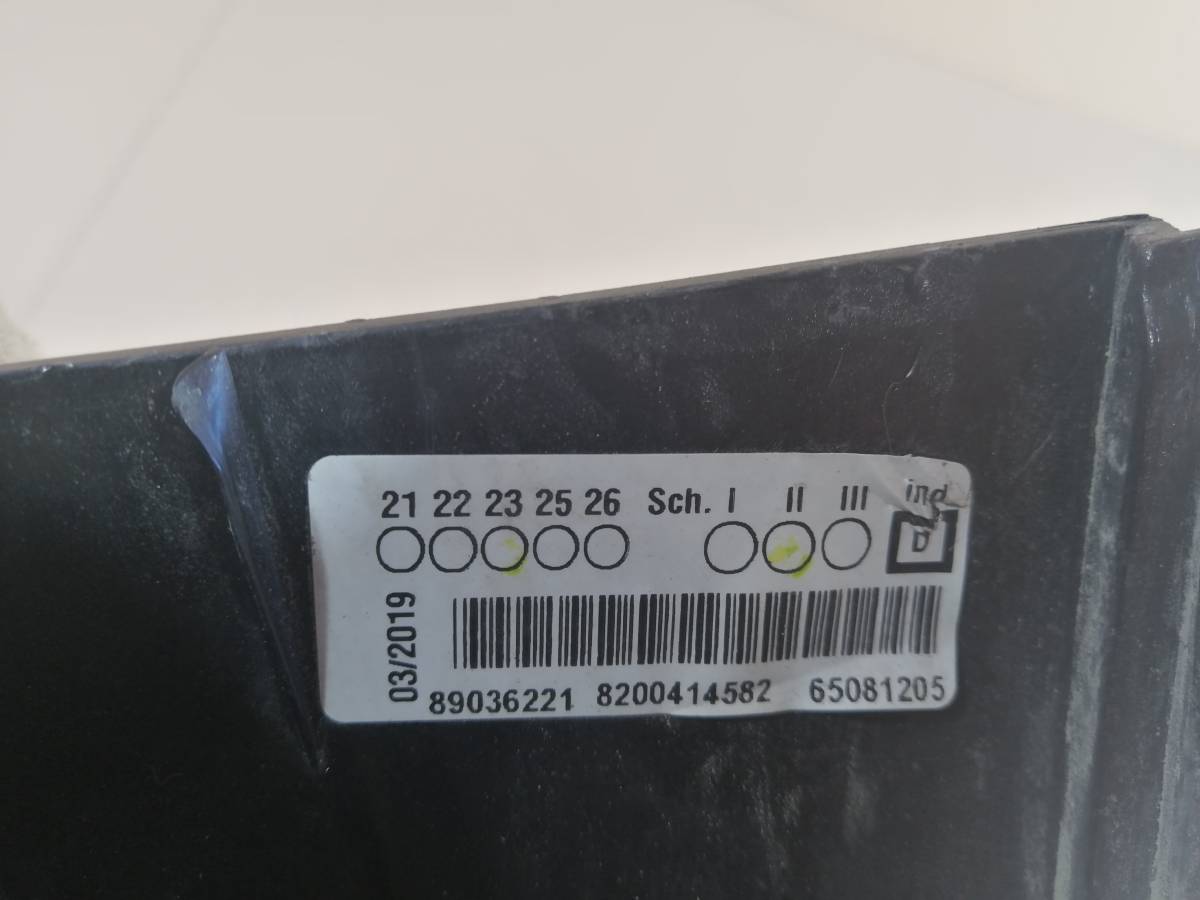 21 22 23 25 26 Sch. I II III ind
D
03/2019
89036221 8200414582 65081205